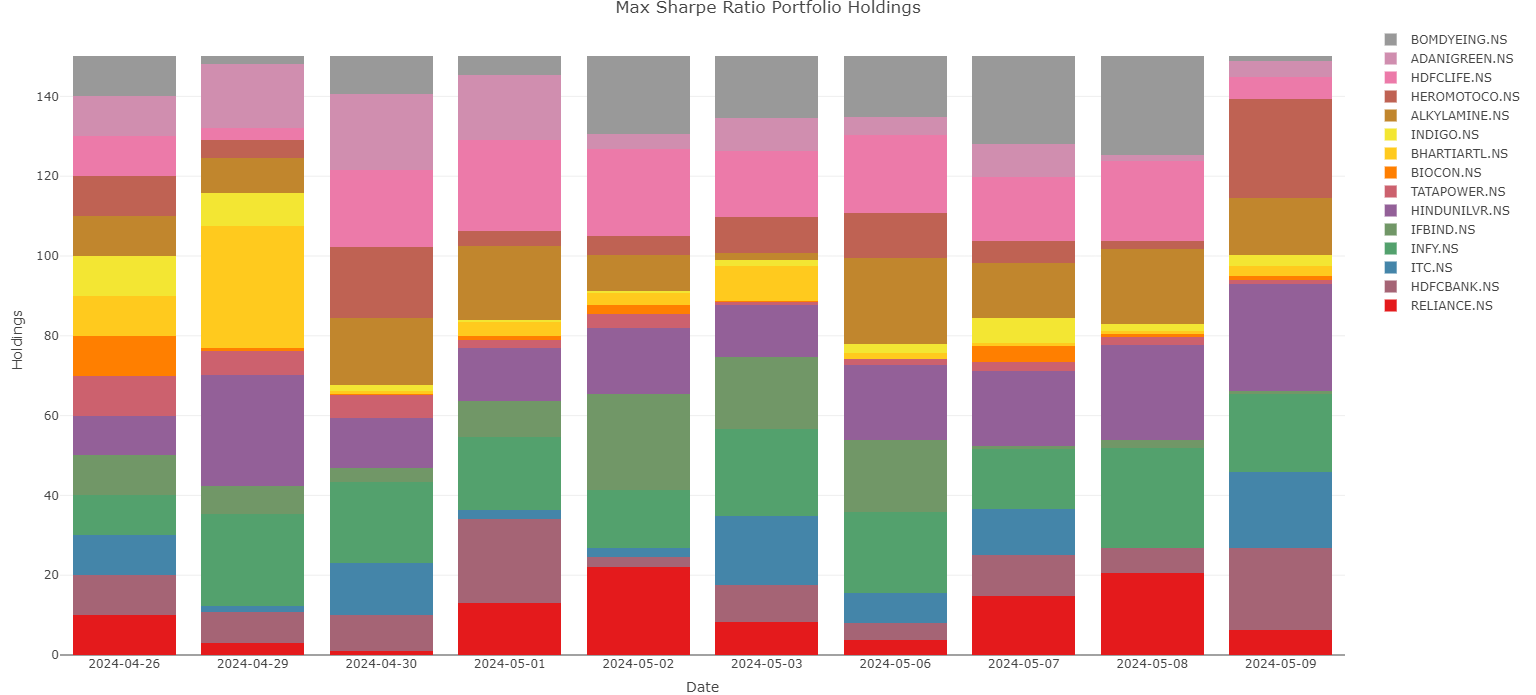 Max Sharpe Ratio Portfolio Holdings
BOMDYEING.NS
ADANIGREEN.NS
HDFCLIFE.NS
HEROMOTOCO.NS
ALKYLAMINE.NS
INDIGO.NS
BHARTIARTL.NS
BIOCON.NS
TATAPOWER.NS
HINDUNILVR.NS
IFBIND.NS
INFY.NS
ITC.NS
HDFCBANK.NS
RELIANCE.NS
Holdings
140
120
100
80
60
40
20
0
2024-04-26 2024-04-29 2024-04-30 2024-05-01 2024-05-02 2024-05-03 2024-05-06 2024-05-07 2024-05-08 2024-05-09
Date